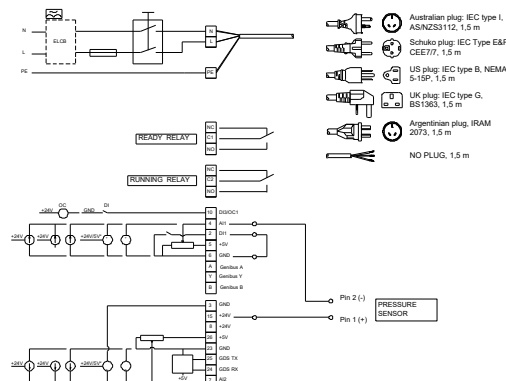 N
ELCB
L
PE
N
L
PE
Australian plug: IEC type I,
AS/NZS3112, 1,5 m
Schuko plug: IEC Type E&F
CEE7/7, 1,5 m
US plug: IEC type B, NEMA
5-15P, 1,5 m
UK plug: IEC type G,
BS1363, 1,5 m
Argentinian plug, IRAM
2073, 1,5 m
NO PLUG, 1,5 m
READY RELAY
NC
C1
NO
RUNNING RELAY
NC
C2
NO
+24V
OC
GND
DI
10 DI3/OC1
4 AI1
2 DI1
5 +5V
6 GND
A Genibus A
Y Genibus Y
B Genibus B
+24V
+24V
+24V/5V*
3 GND
15 +24V
8 +24V
26 +5V
23 GND
25 GDS TX
24 GDS RX
7 AI2
+24V
+24V
+24V/5V*
+5V
Pin 2 (-)
Pin 1 (+)
PRESSURE
SENSOR